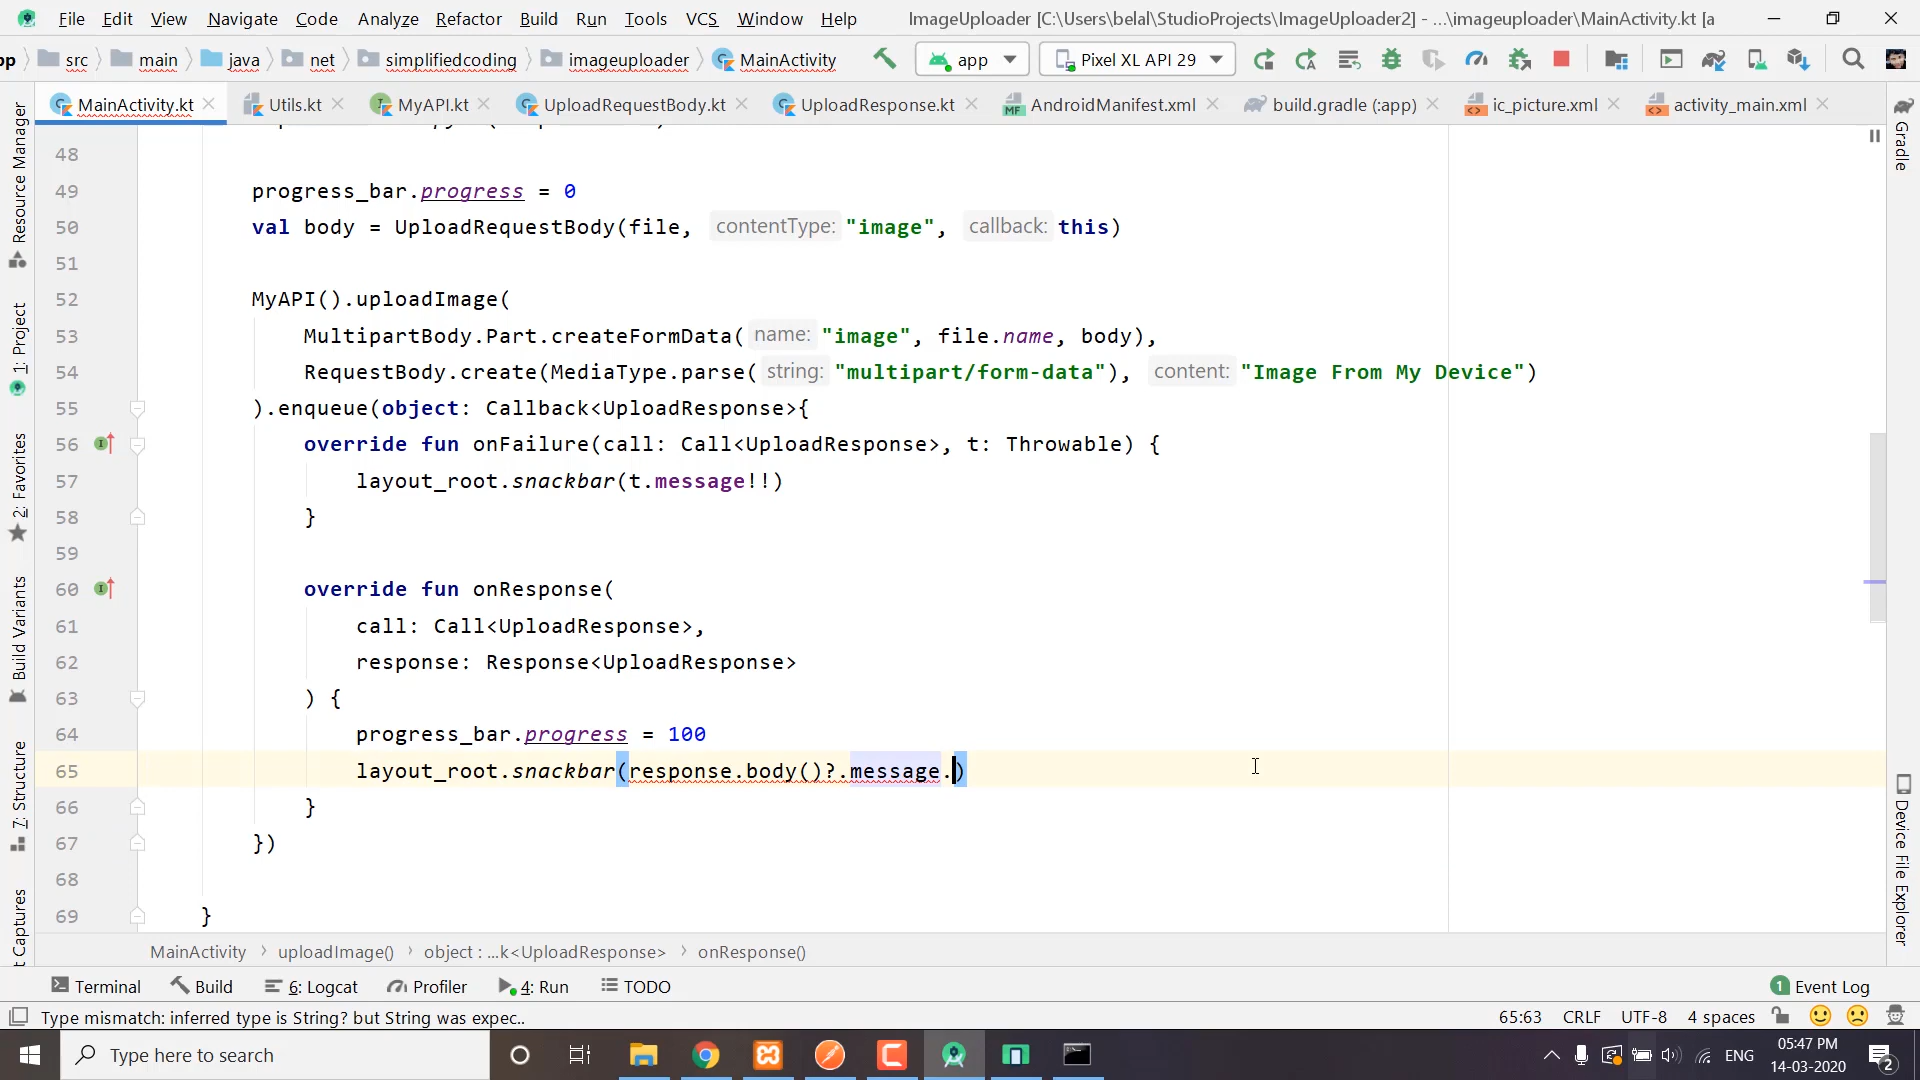 File Edit View Navigate Code Analyze Refactor Build Run Tools VCS Window Help ImageUploader [C:\Users\belal\StudioProjects\ImageUploader2] - ...\imageuploader\MainActivity.kt [a
pp src main java net simplifiedcoding imageuploader MainActivity app Pixel XL API 29
MainActivity.kt Utils.kt MyAPI.kt UploadRequestBody.kt UploadResponse.kt AndroidManifest.xml build.gradle (:app) ic_picture.xml activity_main.xml
48
49 progress_bar.progress = 0
50 val body = UploadRequestBody(file, contentType: "image", callback: this)
51
52 MyAPI().uploadImage(
53 MultipartBody.Part.createFormData( name: "image", file.name, body),
54 RequestBody.create(MediaType.parse( string: "multipart/form-data"), content: "Image From My Device")
55 ).enqueue(object: Callback<UploadResponse>{
56 override fun onFailure(call: Call<UploadResponse>, t: Throwable) {
57 layout_root.snackbar(t.message!!)
58 }
59
60 override fun onResponse(
61 call: Call<UploadResponse>,
62 response: Response<UploadResponse>
63 ) {
64 progress_bar.progress = 100
65 layout_root.snackbar(response.body()?.message.)
66 }
67 })
68
69 }
MainActivity uploadImage() object : ...k<UploadResponse> onResponse()
Resource Manager
1: Project
2: Favorites
Build Variants
7: Structure
t Captures
Gradle
Device File Explorer
Terminal Build 6: Logcat Profiler 4: Run TODO 1 Event Log
Type mismatch: inferred type is String? but String was expec.. 65:63 CRLF UTF-8 4 spaces
Type here to search ENG 05:47 PM
14-03-2020 2